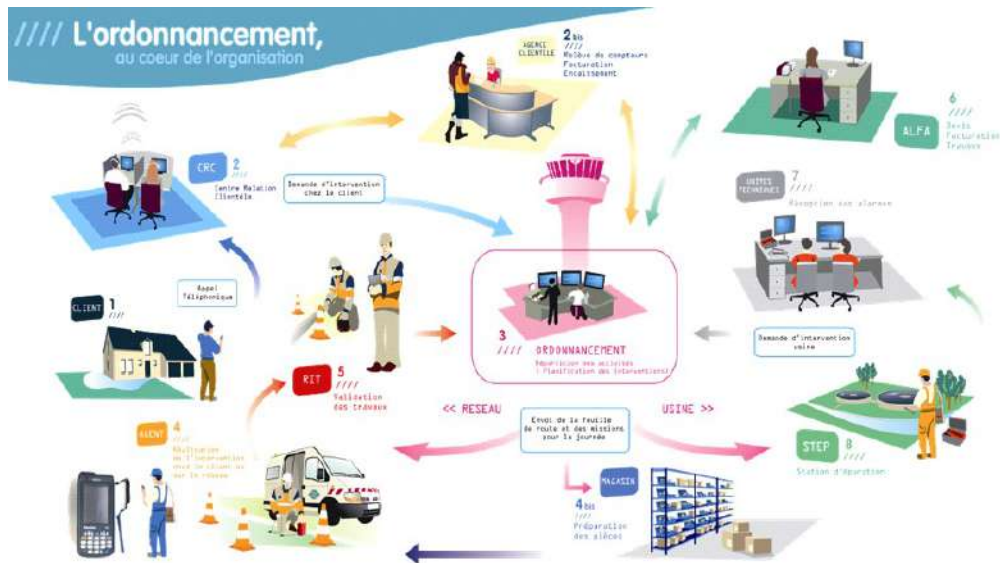 //// L'ordonnancement,
au coeur de l'organisation
AGENCE
CLIENTELE
2 bis
////
Relève de compteurs
Facturation
Encaissement
ALFA
6
////
Devis
Facturation
Travaux
CRC
2
////
Centre Relation
Clientèle
Demande d'intervention
chez le client
UNITES
TECHNIQUES
7
////
Réception des alarmes
Appel
Téléphonique
CLIENT
1
////
3
////
ORDONNANCEMENT
Répartition des activités
(Planification des interventions)
Demande d'intervention
usine
RIT
5
////
Validation
des travaux
<< RESEAU
USINE >>
Envoi de la feuille
de route et des missions
pour la journée
AGENT
4
////
Réalisation
de l'intervention
chez le client ou
sur le réseau
STEP
8
////
Station d'épuration
MAGASIN
4 bis
////
Préparation
des pièces